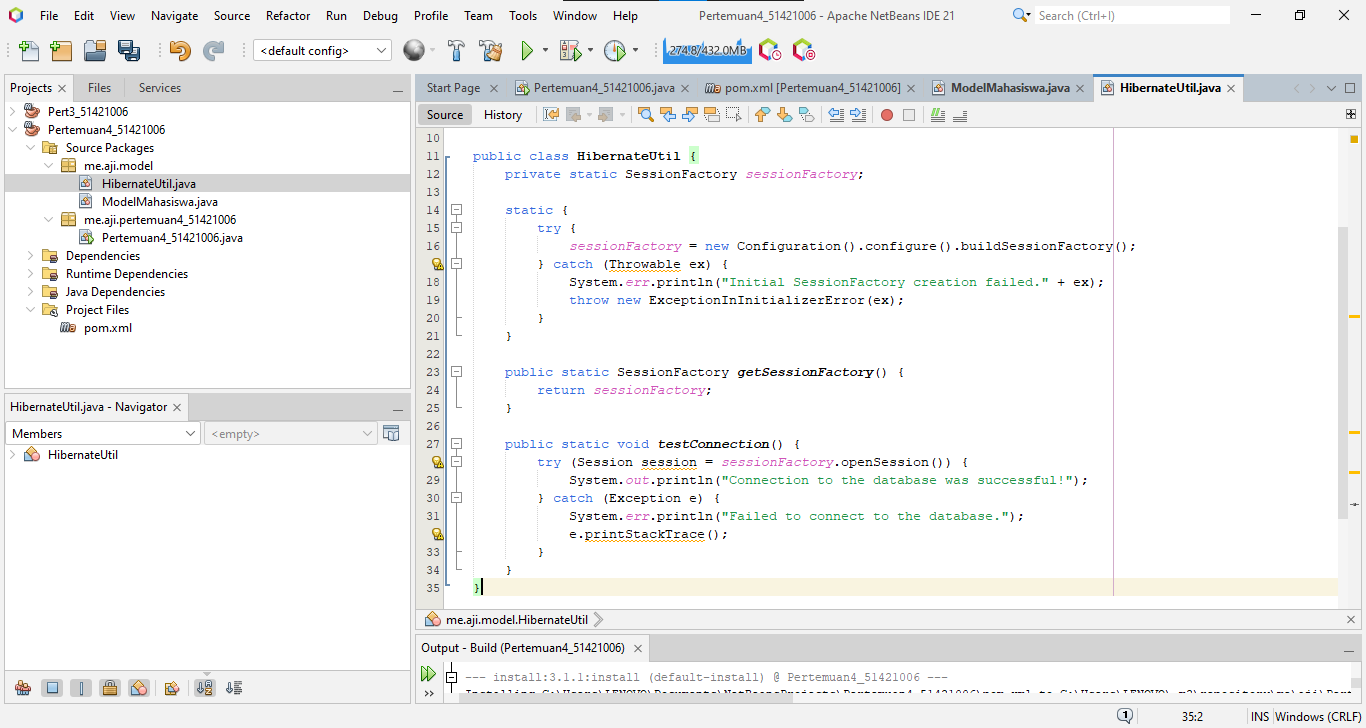 File Edit View Navigate Source Refactor Run Debug Profile Team Tools Window Help
Pertemuan4_51421006 - Apache NetBeans IDE 21
Search (Ctrl+I)
<default config>
274.8/432.0MB
Projects
Files
Services
Pert3_51421006
Pertemuan4_51421006
Source Packages
me.aji.model
HibernateUtil.java
ModelMahasiswa.java
me.aji.pertemuan4_51421006
Pertemuan4_51421006.java
Dependencies
Runtime Dependencies
Java Dependencies
Project Files
pom.xml
HibernateUtil.java - Navigator
Members
<empty>
HibernateUtil
Start Page
Pertemuan4_51421006.java
pom.xml [Pertemuan4_51421006]
ModelMahasiswa.java
HibernateUtil.java
Source
History
10
11 public class HibernateUtil {
12 private static SessionFactory sessionFactory;
13
14 static {
15 try {
16 sessionFactory = new Configuration().configure().buildSessionFactory();
} catch (Throwable ex) {
18 System.err.println("Initial SessionFactory creation failed." + ex);
19 throw new ExceptionInInitializerError(ex);
20 }
21 }
22
23 public static SessionFactory getSessionFactory() {
24 return sessionFactory;
25 }
26
27 public static void testConnection() {
try (Session session = sessionFactory.openSession()) {
29 System.out.println("Connection to the database was successful!");
30 } catch (Exception e) {
31 System.err.println("Failed to connect to the database.");
e.printStackTrace();
33 }
34 }
35 }
me.aji.model.HibernateUtil
Output - Build (Pertemuan4_51421006)
--- install:3.1.1:install (default-install) @ Pertemuan4_51421006 ---
1
35:2
INS
Windows (CRLF)